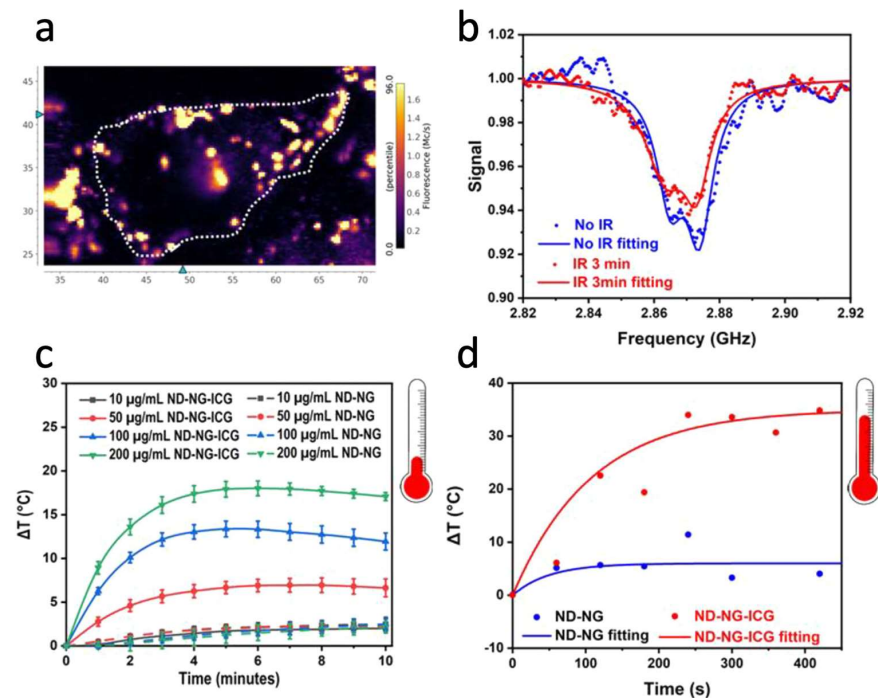 a
45
40
35
30
25
35 40 45 50 55 60 65 70
96.0
(percentile)
0.0
1.6
1.4
1.2
1.0
0.8
0.6
0.4
0.2
Fluorescence (Mc/s)
b
1.02
1.00
0.98
0.96
0.94
0.92
0.90
Signal
No IR
No IR fitting
IR 3 min
IR 3min fitting
2.82 2.84 2.86 2.88 2.90 2.92
Frequency (GHz)
c
30
25
20
15
10
5
0
ΔT (°C)
10 µg/mL ND-NG-ICG 10 µg/mL ND-NG
50 µg/mL ND-NG-ICG 50 µg/mL ND-NG
100 µg/mL ND-NG-ICG 100 µg/mL ND-NG
200 µg/mL ND-NG-ICG 200 µg/mL ND-NG
0 2 4 6 8 10
Time (minutes)
d
40
30
20
10
0
-10
ΔT (°C)
ND-NG ND-NG-ICG
ND-NG fitting ND-NG-ICG fitting
0 100 200 300 400
Time (s)